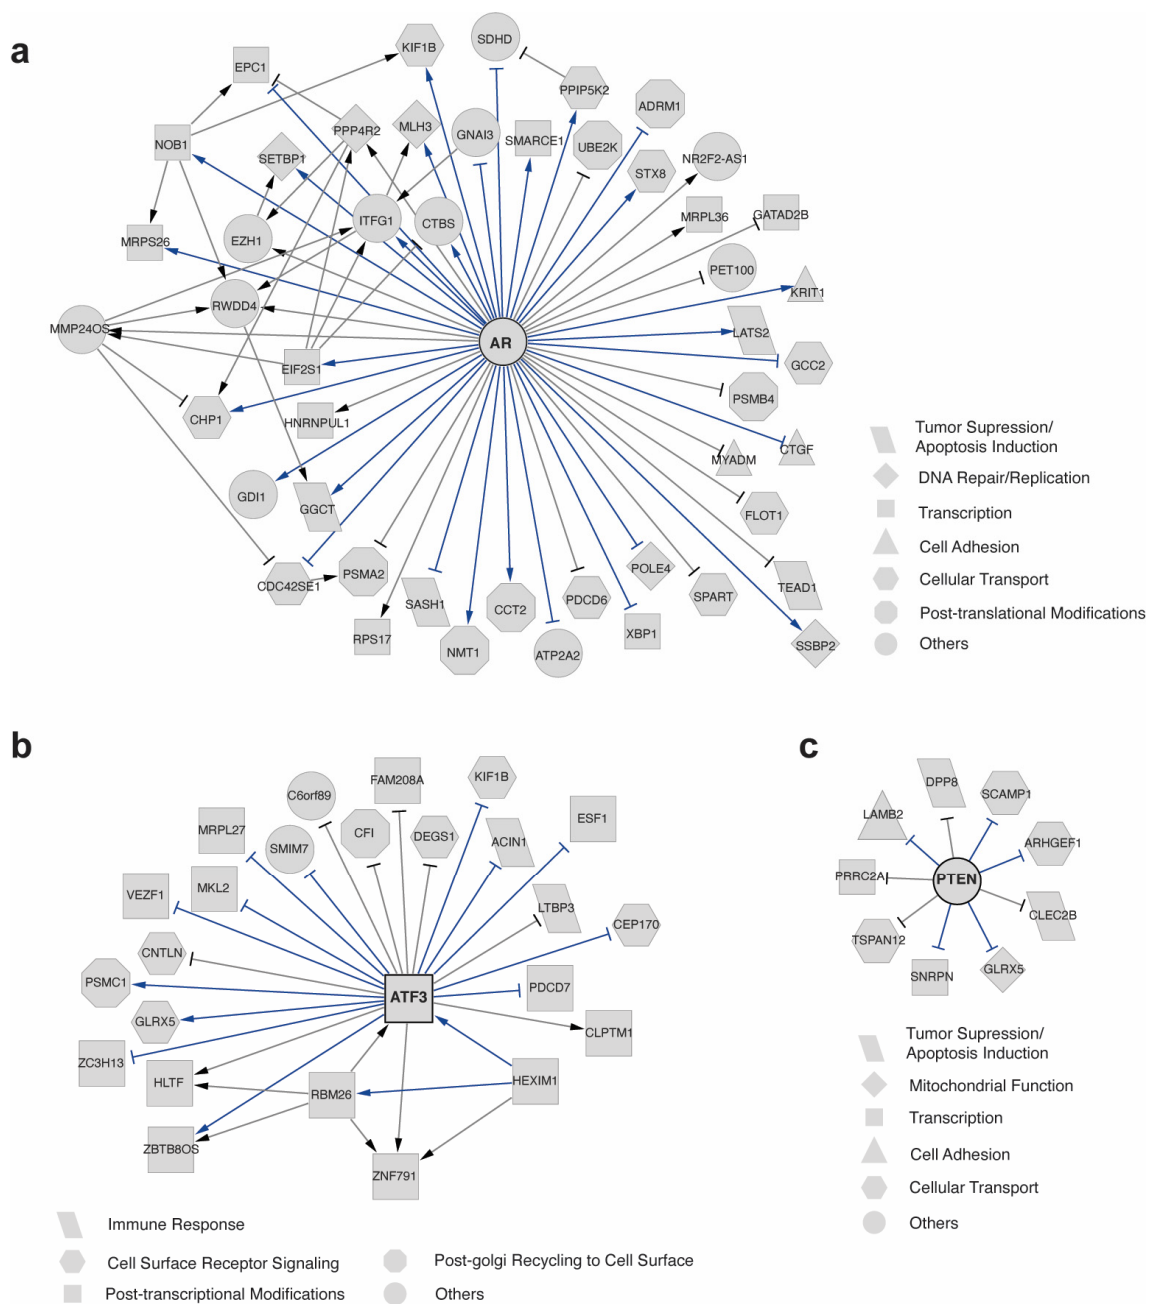 a
SDHD
KIF1B
EPC1
PPIP5K2
ADRM1
PPP4R2
MLH3
GNAI3
SMARCE1
UBE2K
NOB1
SETBP1
NR2F2-AS1
STX8
ITFG1
CTBS
MRPL36
GATAD2B
MRPS26
EZH1
PET100
KRIT1
RWDD4
MMP24OS
AR
LATS2
EIF2S1
GCC2
PSMB4
CHP1
HNRNPUL1
MYADM
CTGF
GDI1
GGCT
FLOT1
CDC42SE1
PSMA2
SASH1
CCT2
PDCD6
POLE4
SPART
TEAD1
RPS17
NMT1
ATP2A2
XBP1
SSBP2
Tumor Supression/
Apoptosis Induction
DNA Repair/Replication
Transcription
Cell Adhesion
Cellular Transport
Post-translational Modifications
Others
b
FAM208A
KIF1B
C6orf89
MRPL27
CFI
DEGS1
ESF1
SMIM7
ACIN1
VEZF1
MKL2
LTBP3
CEP170
CNTLN
PSMC1
ATF3
PDCD7
GLRX5
CLPTM1
ZC3H13
HLTF
RBM26
HEXIM1
ZBTB8OS
ZNF791
Immune Response
Cell Surface Receptor Signaling
Post-golgi Recycling to Cell Surface
Post-transcriptional Modifications
Others
c
DPP8
SCAMP1
LAMB2
ARHGEF1
PRRC2A
PTEN
CLEC2B
TSPAN12
SNRPN
GLRX5
Tumor Supression/
Apoptosis Induction
Mitochondrial Function
Transcription
Cell Adhesion
Cellular Transport
Others